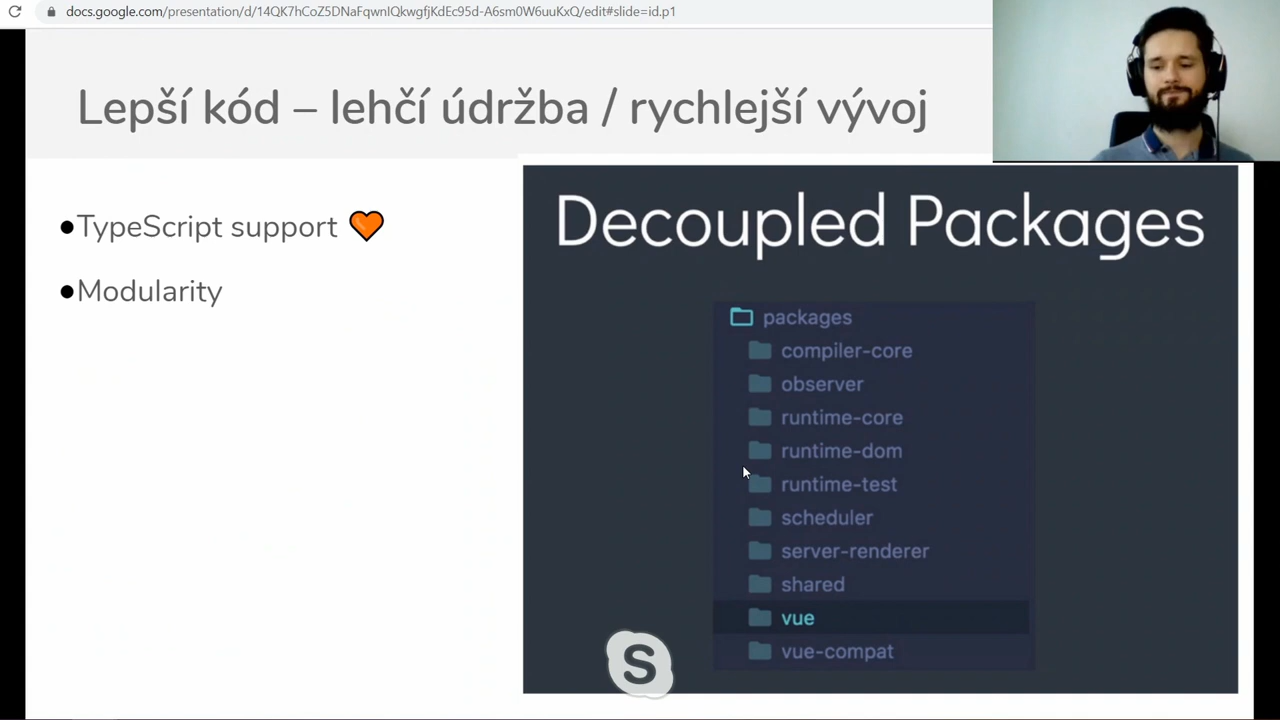 docs.google.com/presentation/d/14QK7hCoZ5DNaFqwnIQkwgfjKdEc95d-A6sm0W6uuKxQ/edit#slide=id.p1
Lepší kód – lehčí údržba / rychlejší vývoj
●TypeScript support 🧡
●Modularity
Decoupled Packages
packages
compiler-core
observer
runtime-core
runtime-dom
runtime-test
scheduler
server-renderer
shared
vue
vue-compat
S